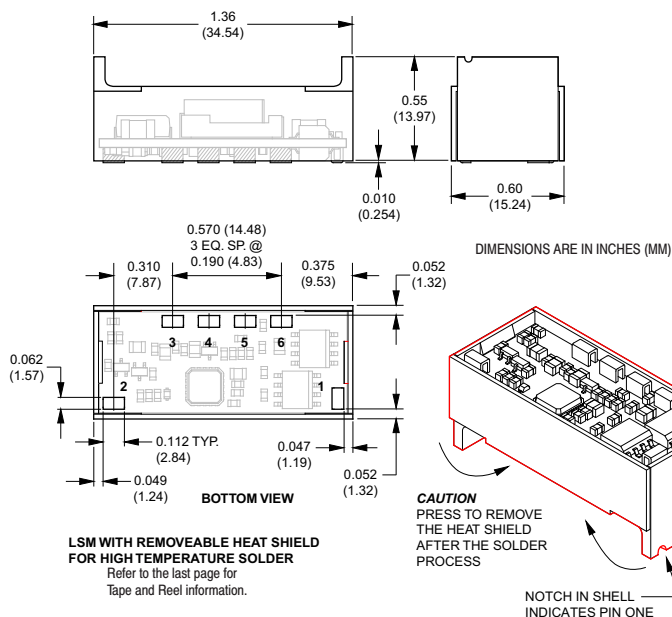 1.36
(34.54)
0.55
(13.97)
0.010
(0.254)
0.60
(15.24)
0.570 (14.48)
3 EQ. SP. @
0.190 (4.83)
DIMENSIONS ARE IN INCHES (MM)
0.310
(7.87)
0.375
(9.53)
0.052
(1.32)
3 4 5 6
0.062
(1.57)
2 1
0.112 TYP.
(2.84)
0.047
(1.19)
0.049
(1.24)
0.052
(1.32)
BOTTOM VIEW
CAUTION
PRESS TO REMOVE
THE HEAT SHIELD
AFTER THE SOLDER
PROCESS
LSM WITH REMOVEABLE HEAT SHIELD
FOR HIGH TEMPERATURE SOLDER
Refer to the last page for
Tape and Reel information.
NOTCH IN SHELL
INDICATES PIN ONE